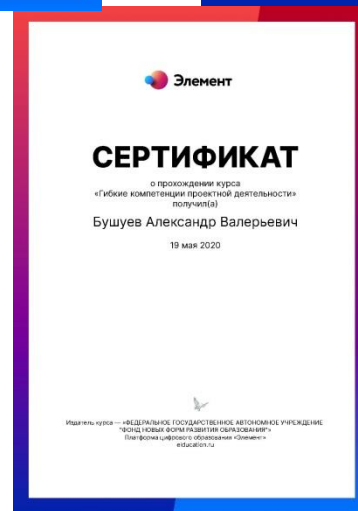 Элемент
СЕРТИФИКАТ
о прохождении курса
«Гибкие компетенции проектной деятельности»
получил(а)
Бушуев Александр Валерьевич
19 мая 2020
Издатель курса — «ФЕДЕРАЛЬНОЕ ГОСУДАРСТВЕННОЕ АВТОНОМНОЕ УЧРЕЖДЕНИЕ
"ФОНД НОВЫХ ФОРМ РАЗВИТИЯ ОБРАЗОВАНИЯ"»
Платформа цифрового образования «Элемент»
elducation.ru